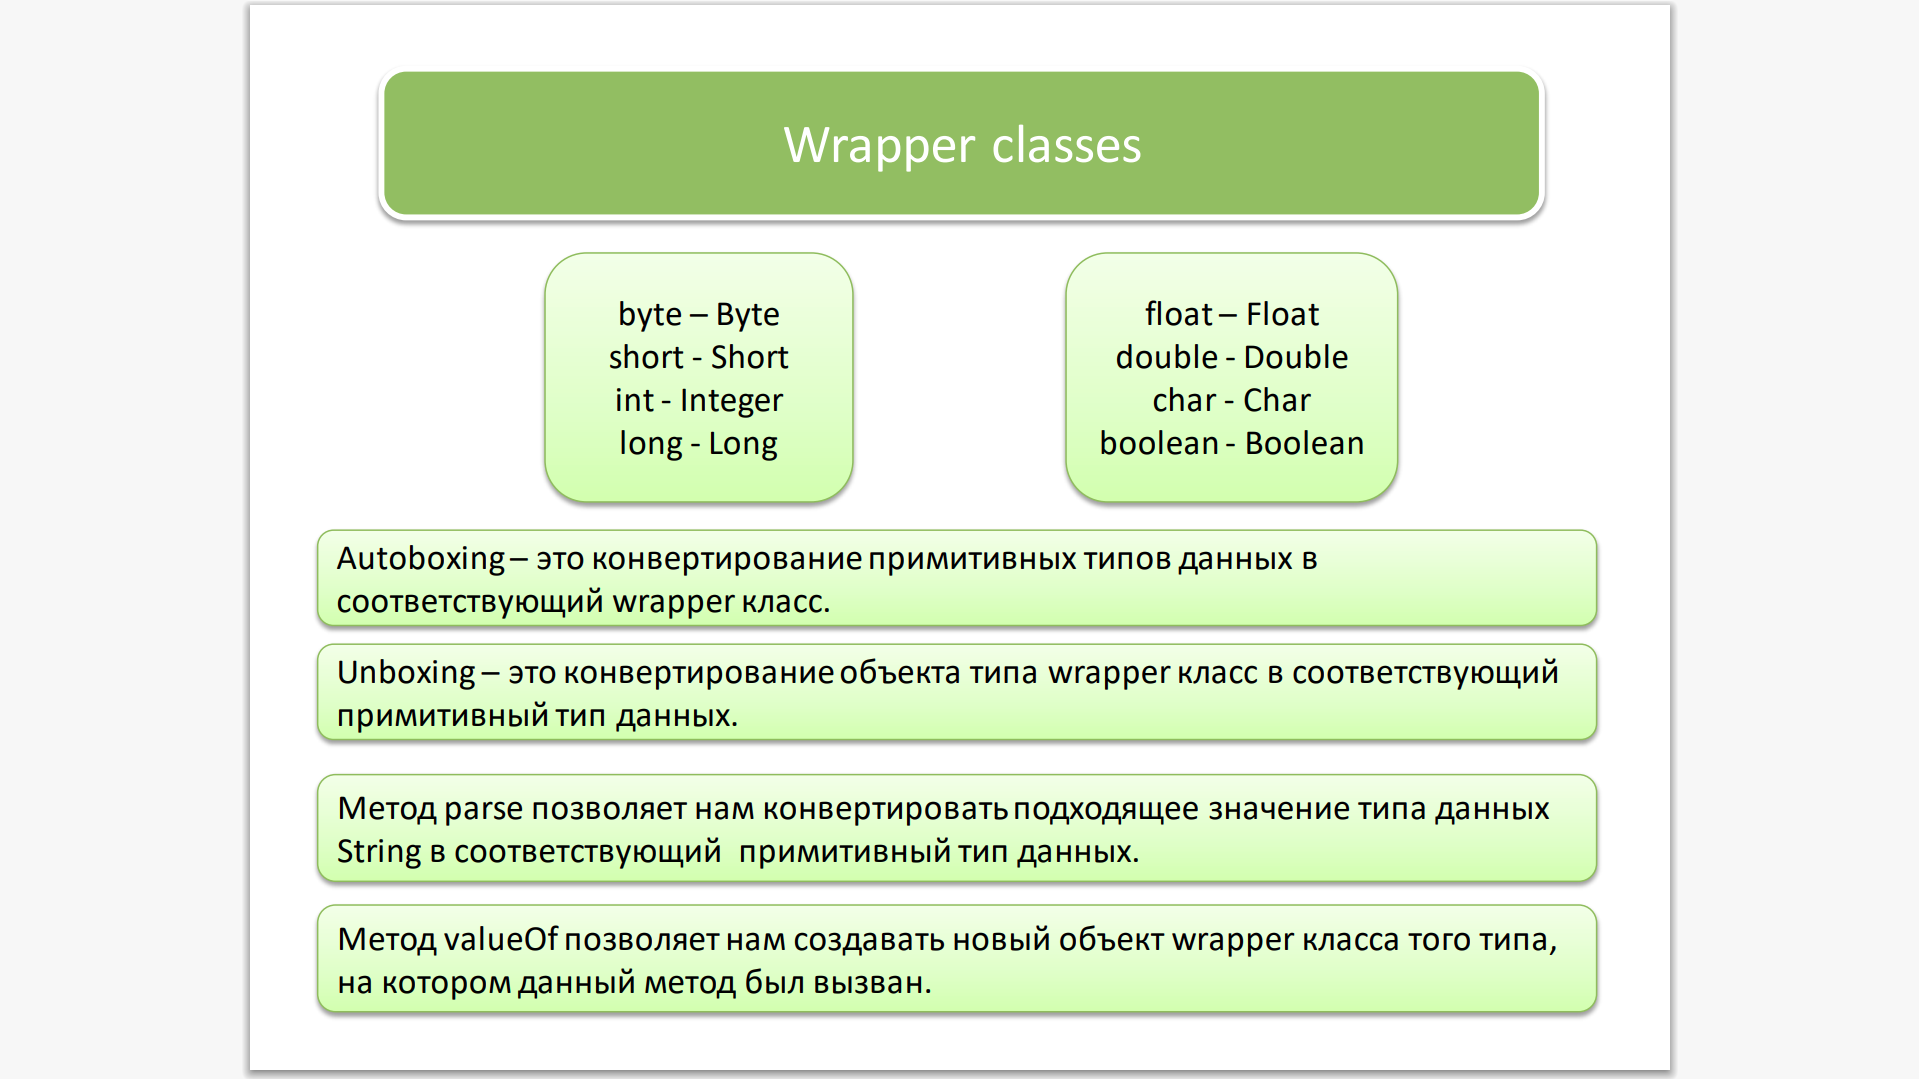 Wrapper classes
byte – Byte
short - Short
int - Integer
long - Long
float – Float
double - Double
char - Char
boolean - Boolean
Autoboxing – это конвертирование примитивных типов данных в
соответствующий wrapper класс.
Unboxing – это конвертирование объекта типа wrapper класс в соответствующий
примитивный тип данных.
Метод parse позволяет нам конвертировать подходящее значение типа данных
String в соответствующий  примитивный тип данных.
Метод valueOf позволяет нам создавать новый объект wrapper класса того типа,
на котором данный метод был вызван.